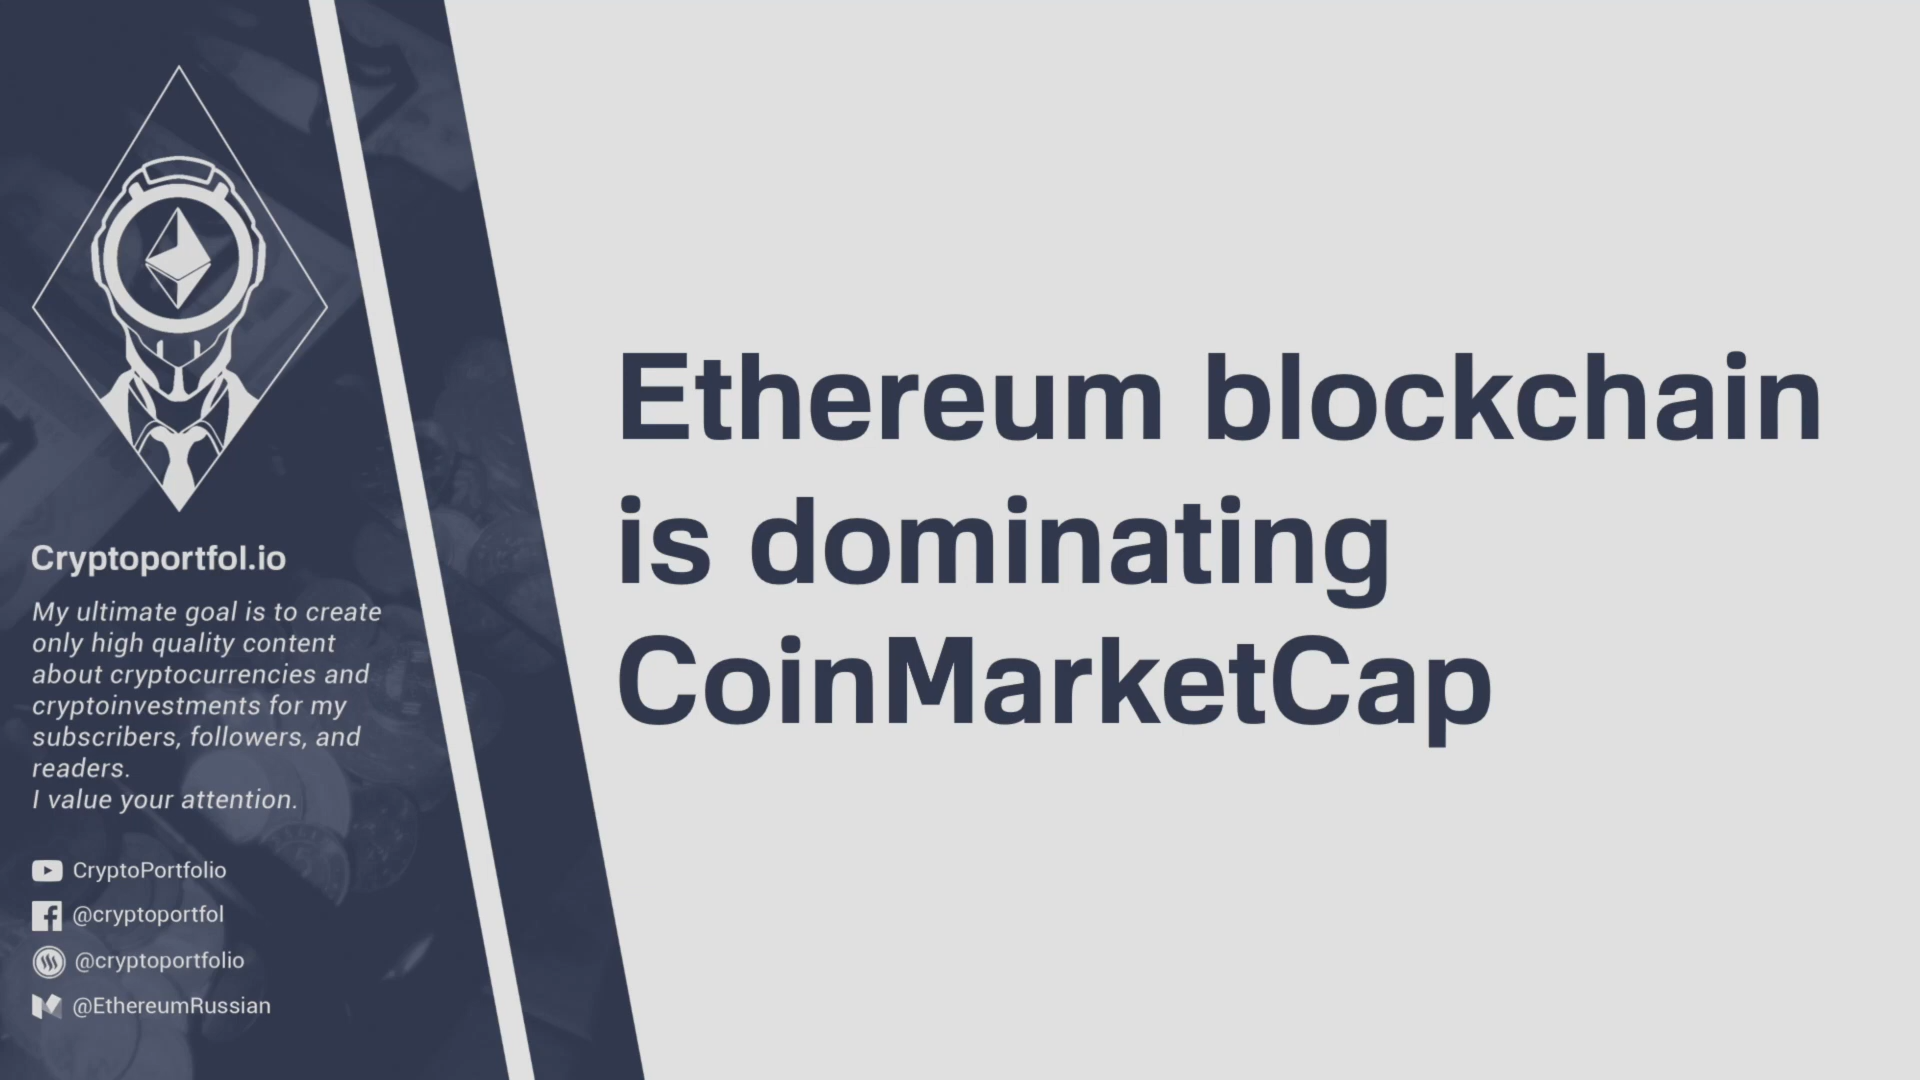 Cryptoportfol.io
My ultimate goal is to create
only high quality content
about cryptocurrencies and
cryptoinvestments for my
subscribers, followers, and
readers.
I value your attention.
CryptoPortfolio
@cryptoportfol
@cryptoportfolio
@EthereumRussian
Ethereum blockchain
is dominating
CoinMarketCap